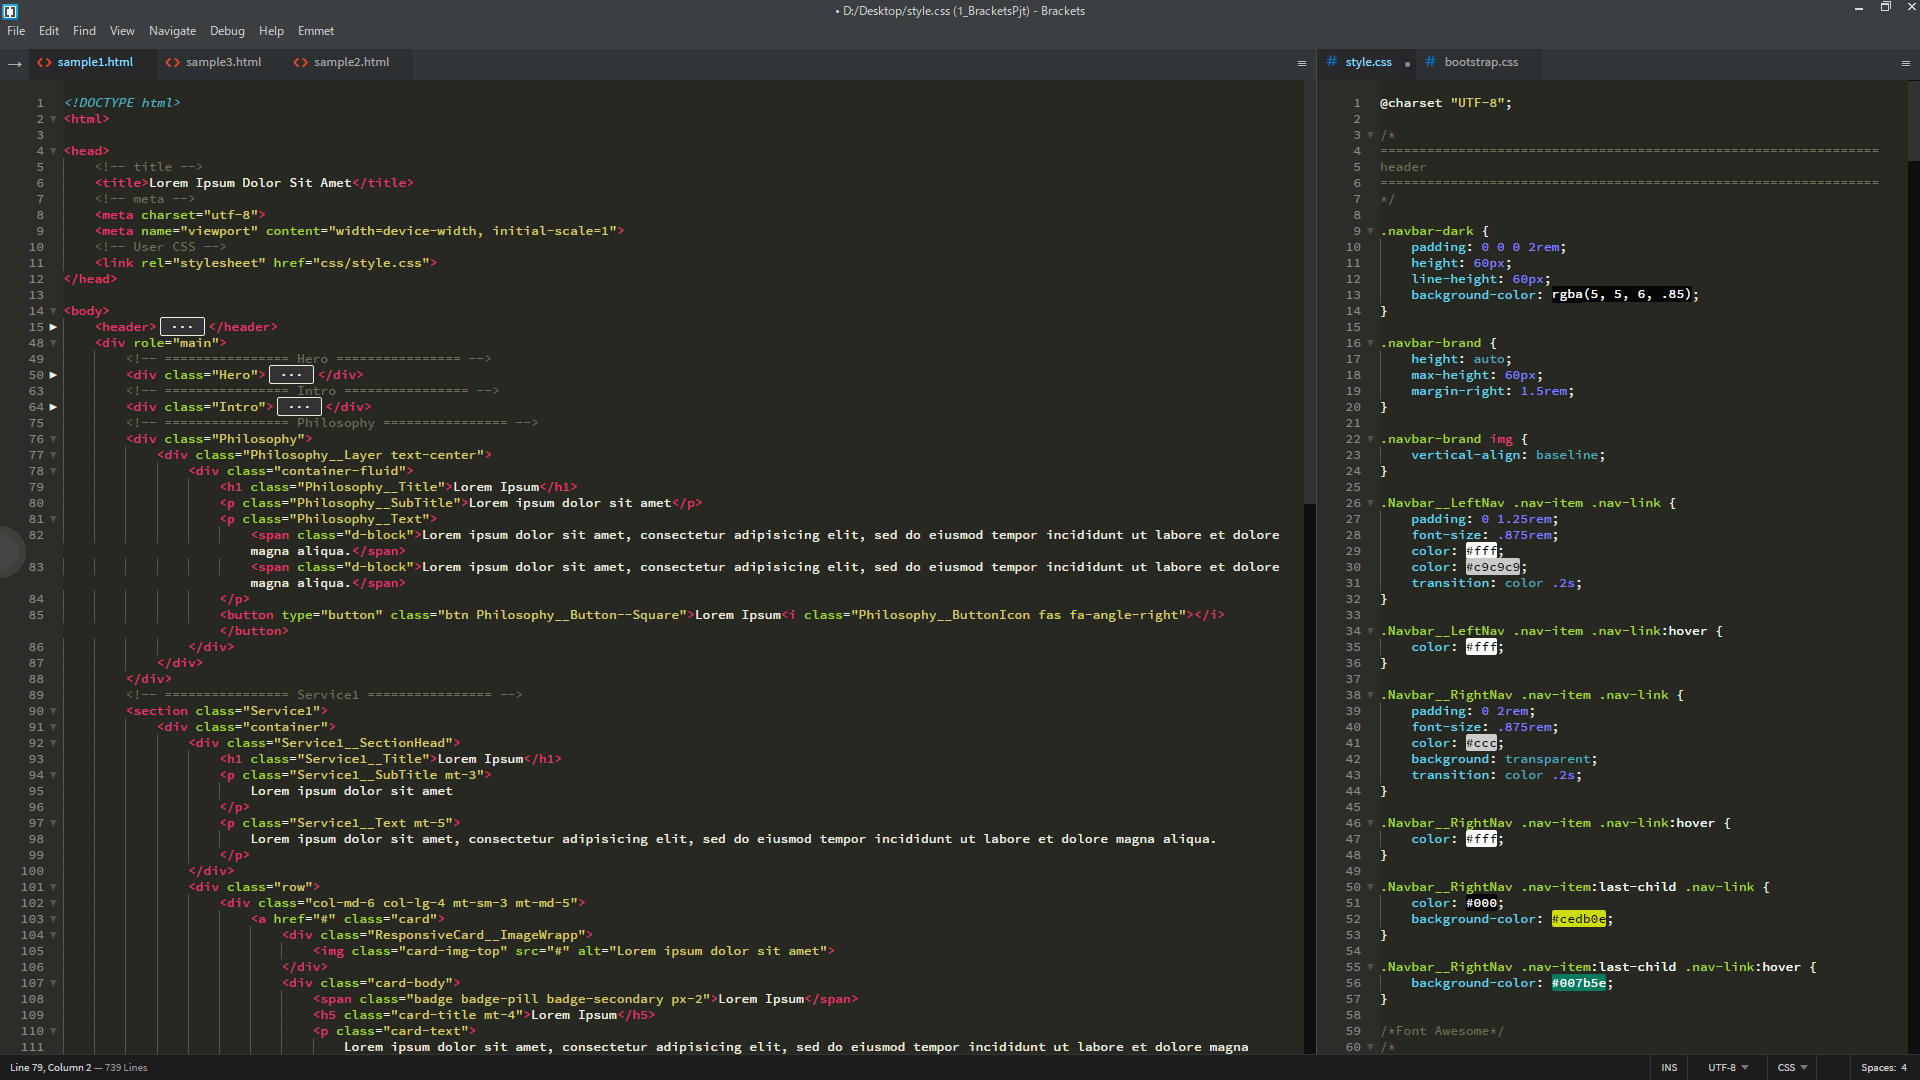 • D:/Desktop/style.css (1_BracketsPjt) - Brackets
File Edit Find View Navigate Debug Help Emmet
→ <> sample1.html <> sample3.html <> sample2.html
1 <!DOCTYPE html>
2 <html>
3
4 <head>
5 <!-- title -->
6 <title>Lorem Ipsum Dolor Sit Amet</title>
7 <!-- meta -->
8 <meta charset="utf-8">
9 <meta name="viewport" content="width=device-width, initial-scale=1">
10 <!-- User CSS -->
11 <link rel="stylesheet" href="css/style.css">
12 </head>
13
14 <body>
15 <header> ... </header>
48 <div role="main">
49 <!-- ================ Hero ================ -->
50 <div class="Hero"> ... </div>
63 <!-- ================ Intro ================ -->
64 <div class="Intro"> ... </div>
75 <!-- ================ Philosophy ================ -->
76 <div class="Philosophy">
77 <div class="Philosophy__Layer text-center">
78 <div class="container-fluid">
79 <h1 class="Philosophy__Title">Lorem Ipsum</h1>
80 <p class="Philosophy__SubTitle">Lorem ipsum dolor sit amet</p>
81 <p class="Philosophy__Text">
82 <span class="d-block">Lorem ipsum dolor sit amet, consectetur adipisicing elit, sed do eiusmod tempor incididunt ut labore et dolore
magna aliqua.</span>
83 <span class="d-block">Lorem ipsum dolor sit amet, consectetur adipisicing elit, sed do eiusmod tempor incididunt ut labore et dolore
magna aliqua.</span>
84 </p>
85 <button type="button" class="btn Philosophy__Button--Square">Lorem Ipsum<i class="Philosophy__ButtonIcon fas fa-angle-right"></i>
</button>
86 </div>
87 </div>
88 </div>
89 <!-- ================ Service1 ================ -->
90 <section class="Service1">
91 <div class="container">
92 <div class="Service1__SectionHead">
93 <h1 class="Service1__Title">Lorem Ipsum</h1>
94 <p class="Service1__SubTitle mt-3">
95 Lorem ipsum dolor sit amet
96 </p>
97 <p class="Service1__Text mt-5">
98 Lorem ipsum dolor sit amet, consectetur adipisicing elit, sed do eiusmod tempor incididunt ut labore et dolore magna aliqua.
99 </p>
100 </div>
101 <div class="row">
102 <div class="col-md-6 col-lg-4 mt-sm-3 mt-md-5">
103 <a href="#" class="card">
104 <div class="ResponsiveCard__ImageWrapp">
105 <img class="card-img-top" src="#" alt="Lorem ipsum dolor sit amet">
106 </div>
107 <div class="card-body">
108 <span class="badge badge-pill badge-secondary px-2">Lorem Ipsum</span>
109 <h5 class="card-title mt-4">Lorem Ipsum</h5>
110 <p class="card-text">
111 Lorem ipsum dolor sit amet, consectetur adipisicing elit, sed do eiusmod tempor incididunt ut labore et dolore magna
# style.css • # bootstrap.css
1 @charset "UTF-8";
2
3 /*
4 ================================================================
5 header
6 ================================================================
7 */
8
9 .navbar-dark {
10 padding: 0 0 0 2rem;
11 height: 60px;
12 line-height: 60px;
13 background-color: rgba(5, 5, 6, .85);
14 }
15
16 .navbar-brand {
17 height: auto;
18 max-height: 60px;
19 margin-right: 1.5rem;
20 }
21
22 .navbar-brand img {
23 vertical-align: baseline;
24 }
25
26 .Navbar__LeftNav .nav-item .nav-link {
27 padding: 0 1.25rem;
28 font-size: .875rem;
29 color: #fff;
30 color: #c9c9c9;
31 transition: color .2s;
32 }
33
34 .Navbar__LeftNav .nav-item .nav-link:hover {
35 color: #fff;
36 }
37
38 .Navbar__RightNav .nav-item .nav-link {
39 padding: 0 2rem;
40 font-size: .875rem;
41 color: #ccc;
42 background: transparent;
43 transition: color .2s;
44 }
45
46 .Navbar__RightNav .nav-item .nav-link:hover {
47 color: #fff;
48 }
49
50 .Navbar__RightNav .nav-item:last-child .nav-link {
51 color: #000;
52 background-color: #cedb0e;
53 }
54
55 .Navbar__RightNav .nav-item:last-child .nav-link:hover {
56 background-color: #007b5e;
57 }
58
59 /*Font Awesome*/
60 /*
Line 79, Column 2 — 739 Lines
INS UTF-8 CSS Spaces: 4